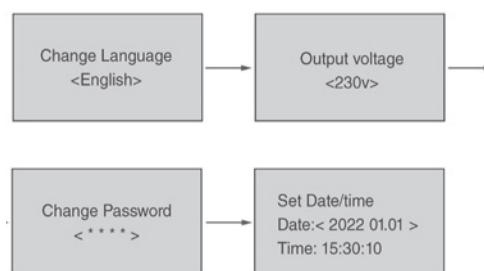 Change Language
<English>
Output voltage
<230v>
Change Password
< * * * * >
Set Date/time
Date:< 2022 01.01 >
Time: 15:30:10